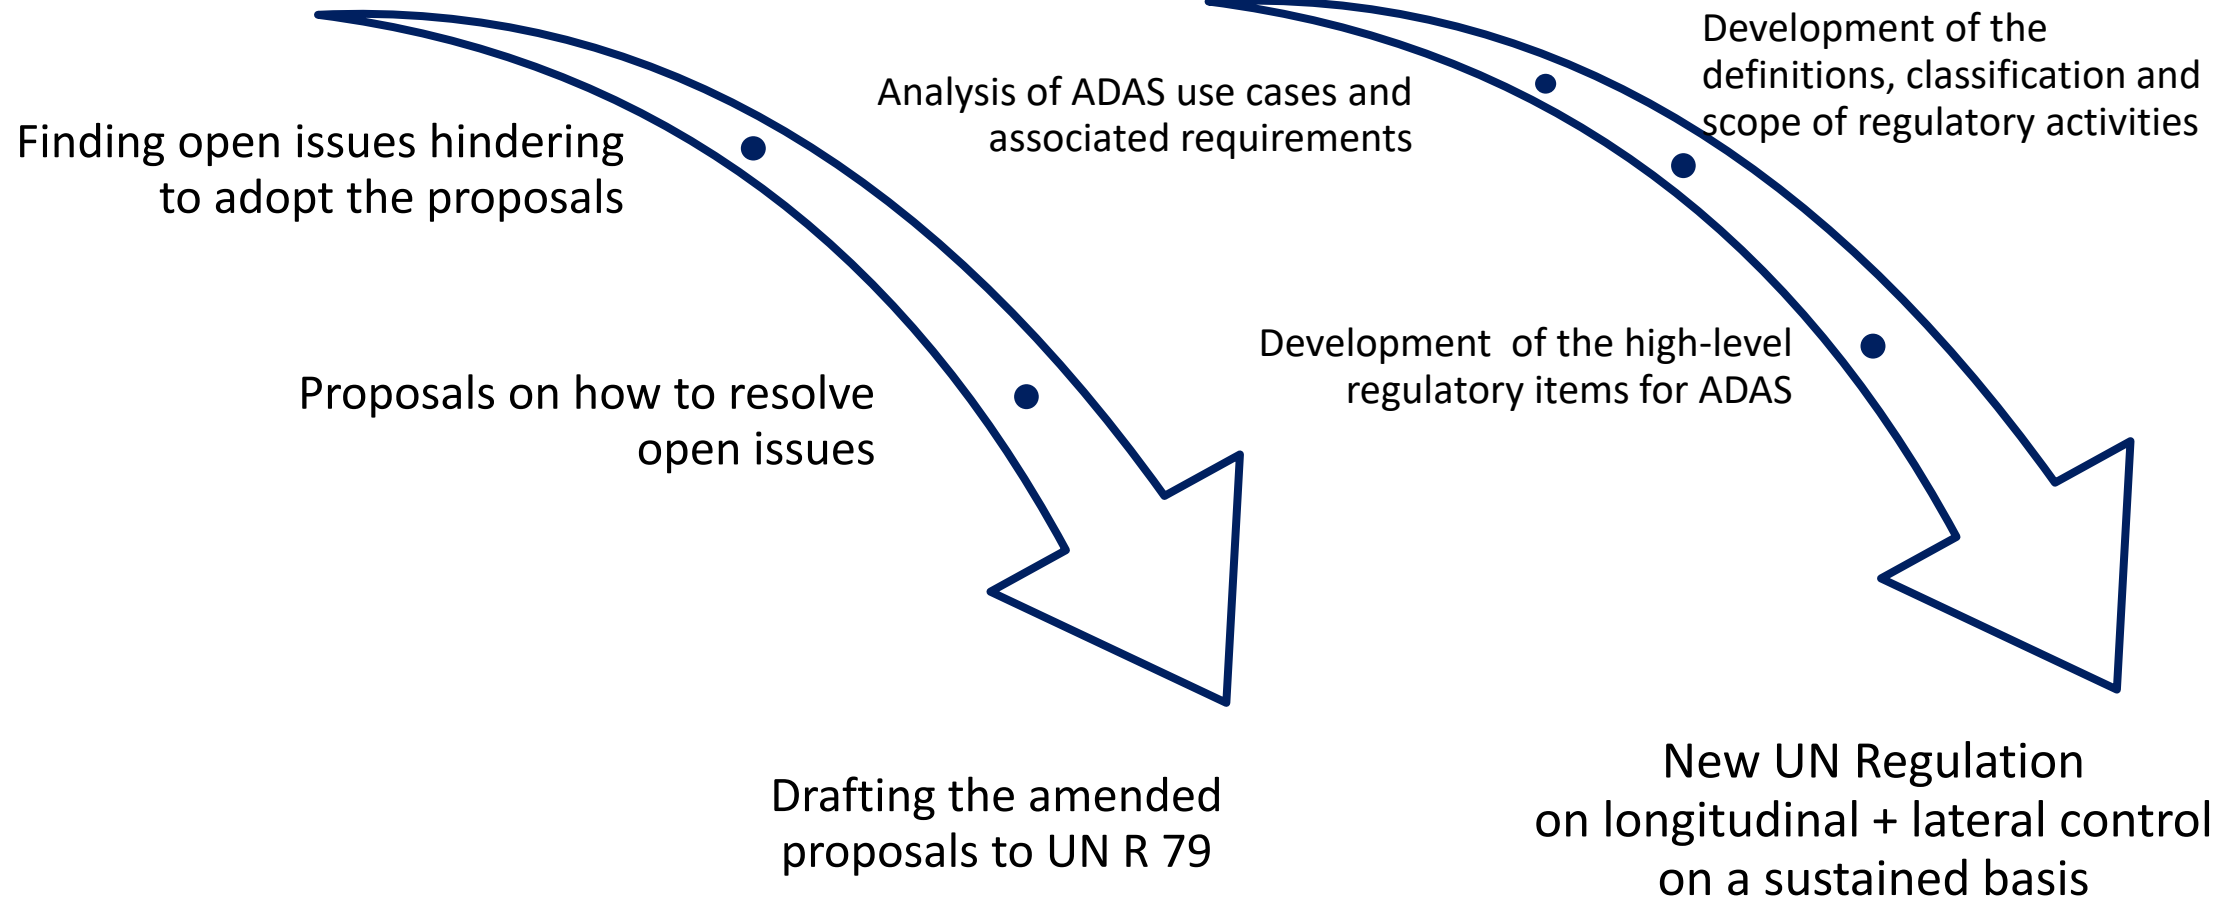 Finding open issues hindering
to adopt the proposals
Proposals on how to resolve
open issues
Drafting the amended
proposals to UN R 79
Analysis of ADAS use cases and
associated requirements
Development of the
definitions, classification and
scope of regulatory activities
Development  of the high-level
regulatory items for ADAS
New UN Regulation
on longitudinal + lateral control
on a sustained basis